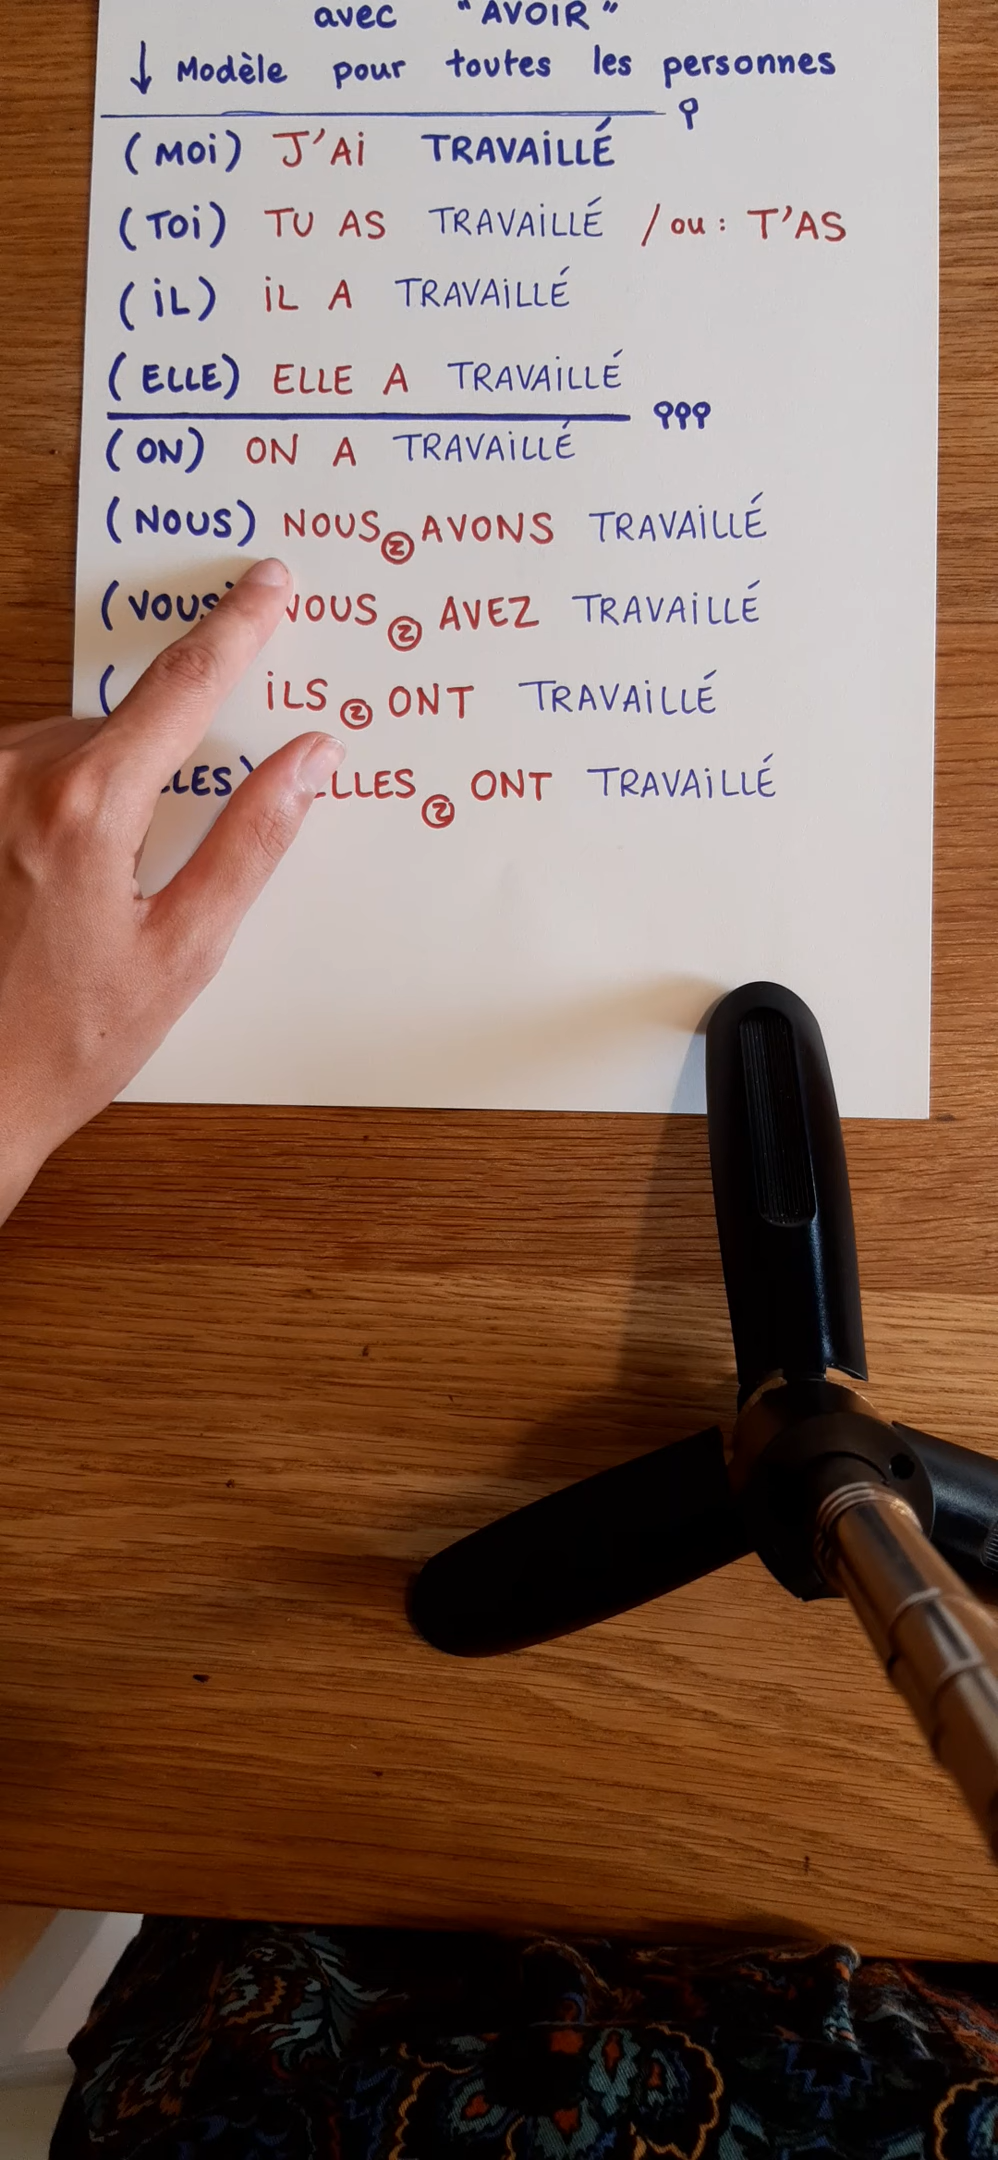 avec "AVOIR"
↓ Modèle pour toutes les personnes
(MOi) J'Ai TRAVAiLLÉ
(TOi) TU AS TRAVAiLLÉ / ou : T'AS
(iL) iL A TRAVAiLLÉ
(ELLE) ELLE A TRAVAiLLÉ
(ON) ON A TRAVAiLLÉ
(NOUS) NOUS Z AVONS TRAVAiLLÉ
(VOUS) VOUS Z AVEZ TRAVAiLLÉ
( iLS Z ONT TRAVAiLLÉ
LES) ELLES Z ONT TRAVAiLLÉ